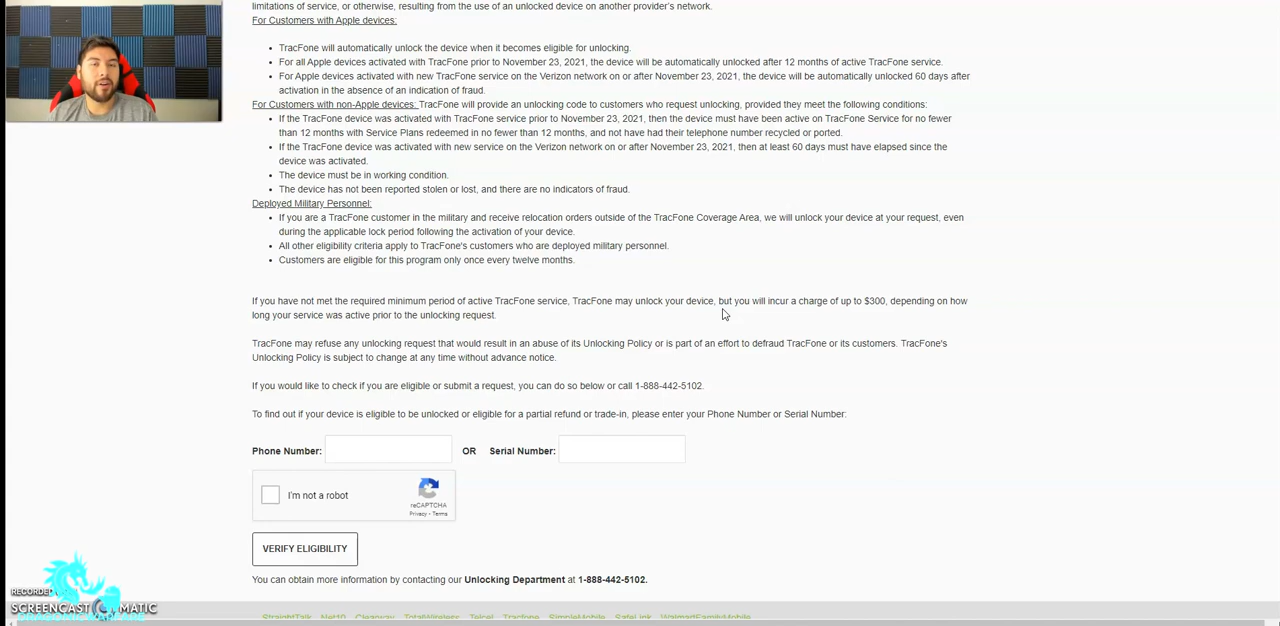 limitations of service, or otherwise, resulting from the use of an unlocked device on another provider's network.
For Customers with Apple devices:
• TracFone will automatically unlock the device when it becomes eligible for unlocking.
• For all Apple devices activated with TracFone prior to November 23, 2021, the device will be automatically unlocked after 12 months of active TracFone service.
• For Apple devices activated with new TracFone service on the Verizon network on or after November 23, 2021, the device will be automatically unlocked 60 days after
activation in the absence of an indication of fraud.
For Customers with non-Apple devices: TracFone will provide an unlocking code to customers who request unlocking, provided they meet the following conditions:
• If the TracFone device was activated with TracFone service prior to November 23, 2021, then the device must have been active on TracFone Service for no fewer
than 12 months with Service Plans redeemed in no fewer than 12 months, and not have had their telephone number recycled or ported.
• If the TracFone device was activated with new service on the Verizon network on or after November 23, 2021, then at least 60 days must have elapsed since the
device was activated.
• The device must be in working condition.
• The device has not been reported stolen or lost, and there are no indicators of fraud.
Deployed Military Personnel:
• If you are a TracFone customer in the military and receive relocation orders outside of the TracFone Coverage Area, we will unlock your device at your request, even
during the applicable lock period following the activation of your device.
• All other eligibility criteria apply to TracFone's customers who are deployed military personnel.
• Customers are eligible for this program only once every twelve months.
If you have not met the required minimum period of active TracFone service, TracFone may unlock your device, but you will incur a charge of up to $300, depending on how
long your service was active prior to the unlocking request.
TracFone may refuse any unlocking request that would result in an abuse of its Unlocking Policy or is part of an effort to defraud TracFone or its customers. TracFone's
Unlocking Policy is subject to change at any time without advance notice.
If you would like to check if you are eligible or submit a request, you can do so below or call 1-888-442-5102.
To find out if your device is eligible to be unlocked or eligible for a partial refund or trade-in, please enter your Phone Number or Serial Number:
Phone Number: OR Serial Number:
I'm not a robot
reCAPTCHA
Privacy - Terms
VERIFY ELIGIBILITY
You can obtain more information by contacting our Unlocking Department at 1-888-442-5102.
RECORDED
SCREENCAST MATIC
DRACONIC WARFARE
StraightTalk Net10 Clearway TotalWireless Telcel Tracfone SimpleMobile SafeLink WalmartFamilyMobile